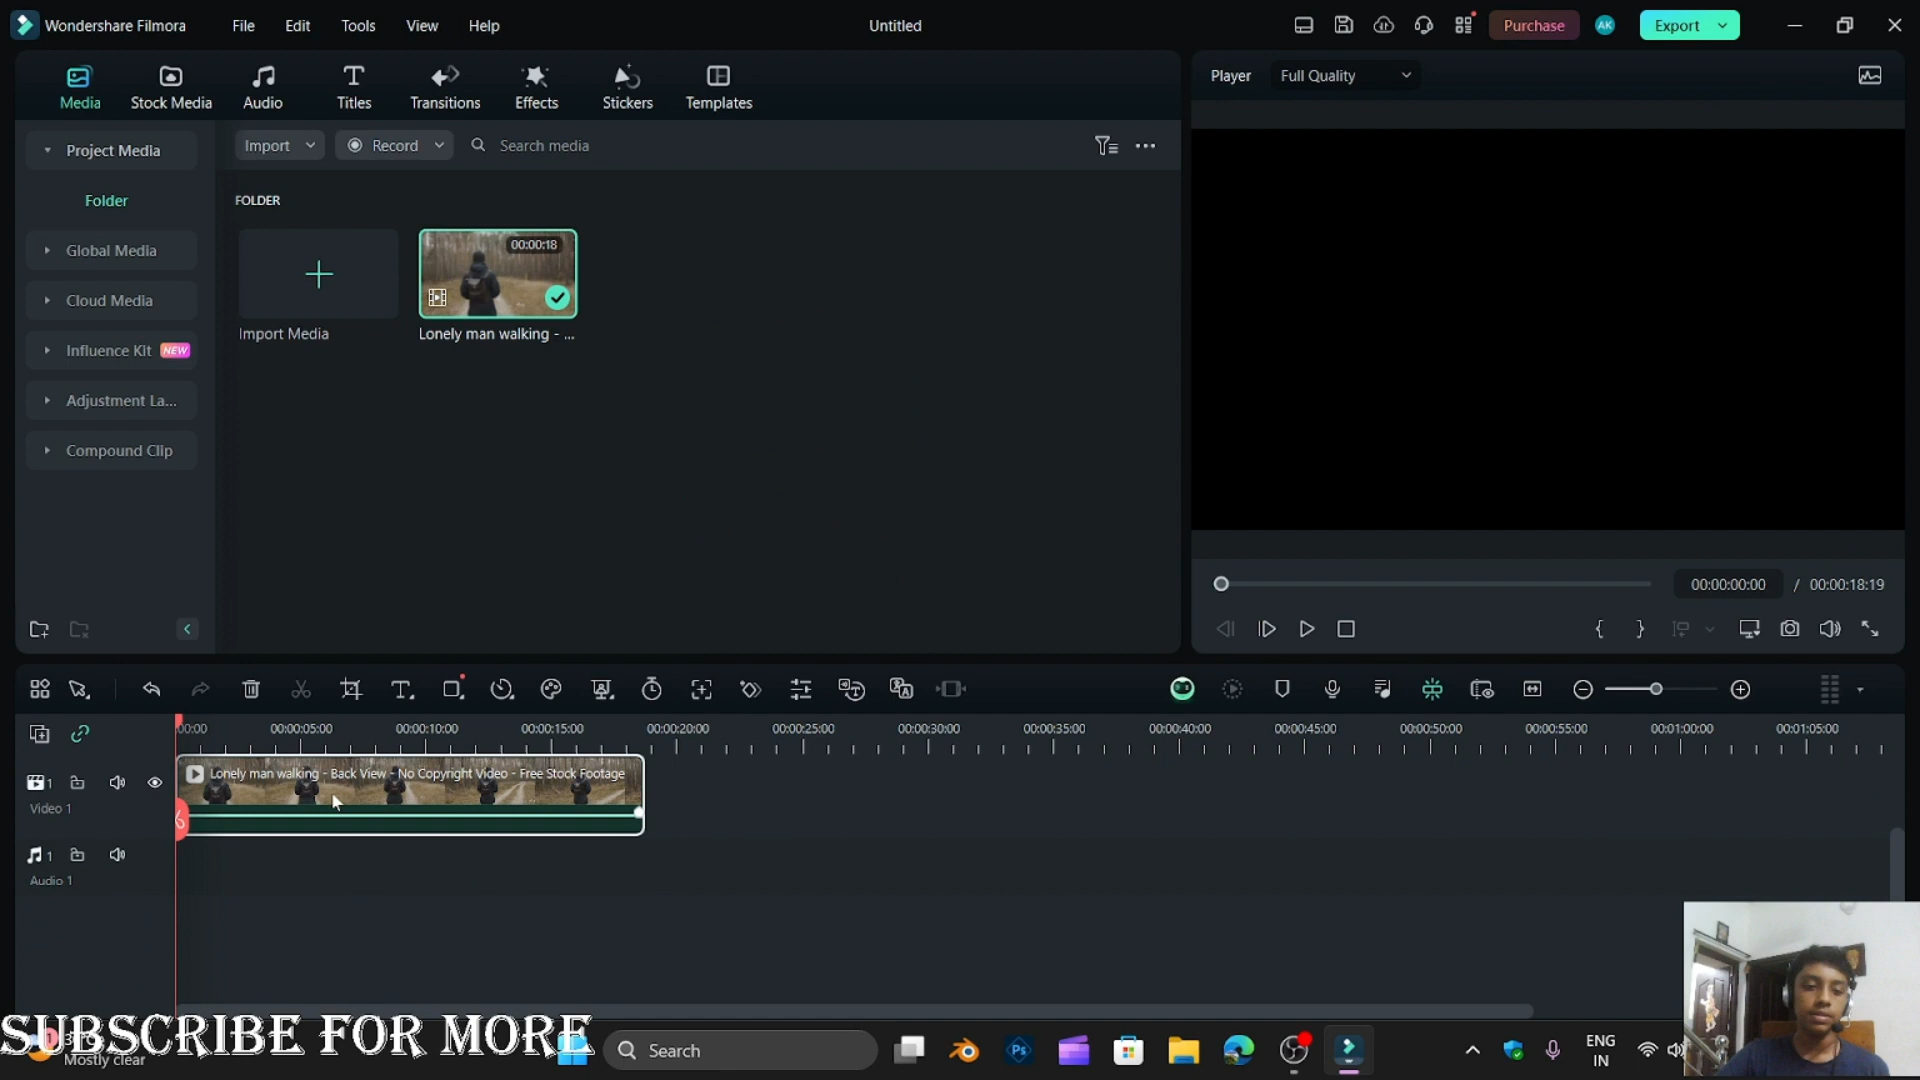 Wondershare Filmora
File
Edit
Tools
View
Help
Untitled
Purchase
AK
Export
Media
Stock Media
Audio
Titles
Transitions
Effects
Stickers
Templates
Player
Full Quality
Project Media
Folder
Global Media
Cloud Media
Influence Kit NEW
Adjustment La...
Compound Clip
Import
Record
Search media
FOLDER
00:00:18
Import Media
Lonely man walking - ...
00:00:00:00 / 00:00:18:19
00:00
00:00:05:00
00:00:10:00
00:00:15:00
00:00:20:00
00:00:25:00
00:00:30:00
00:00:35:00
00:00:40:00
00:00:45:00
00:00:50:00
00:00:55:00
00:01:00:00
00:01:05:00
Lonely man walking - Back View - No Copyright Video - Free Stock Footage
1
Video 1
1
Audio 1
SUBSCRIBE FOR MORE
Mostly clear
Search
Ps
ENG
IN